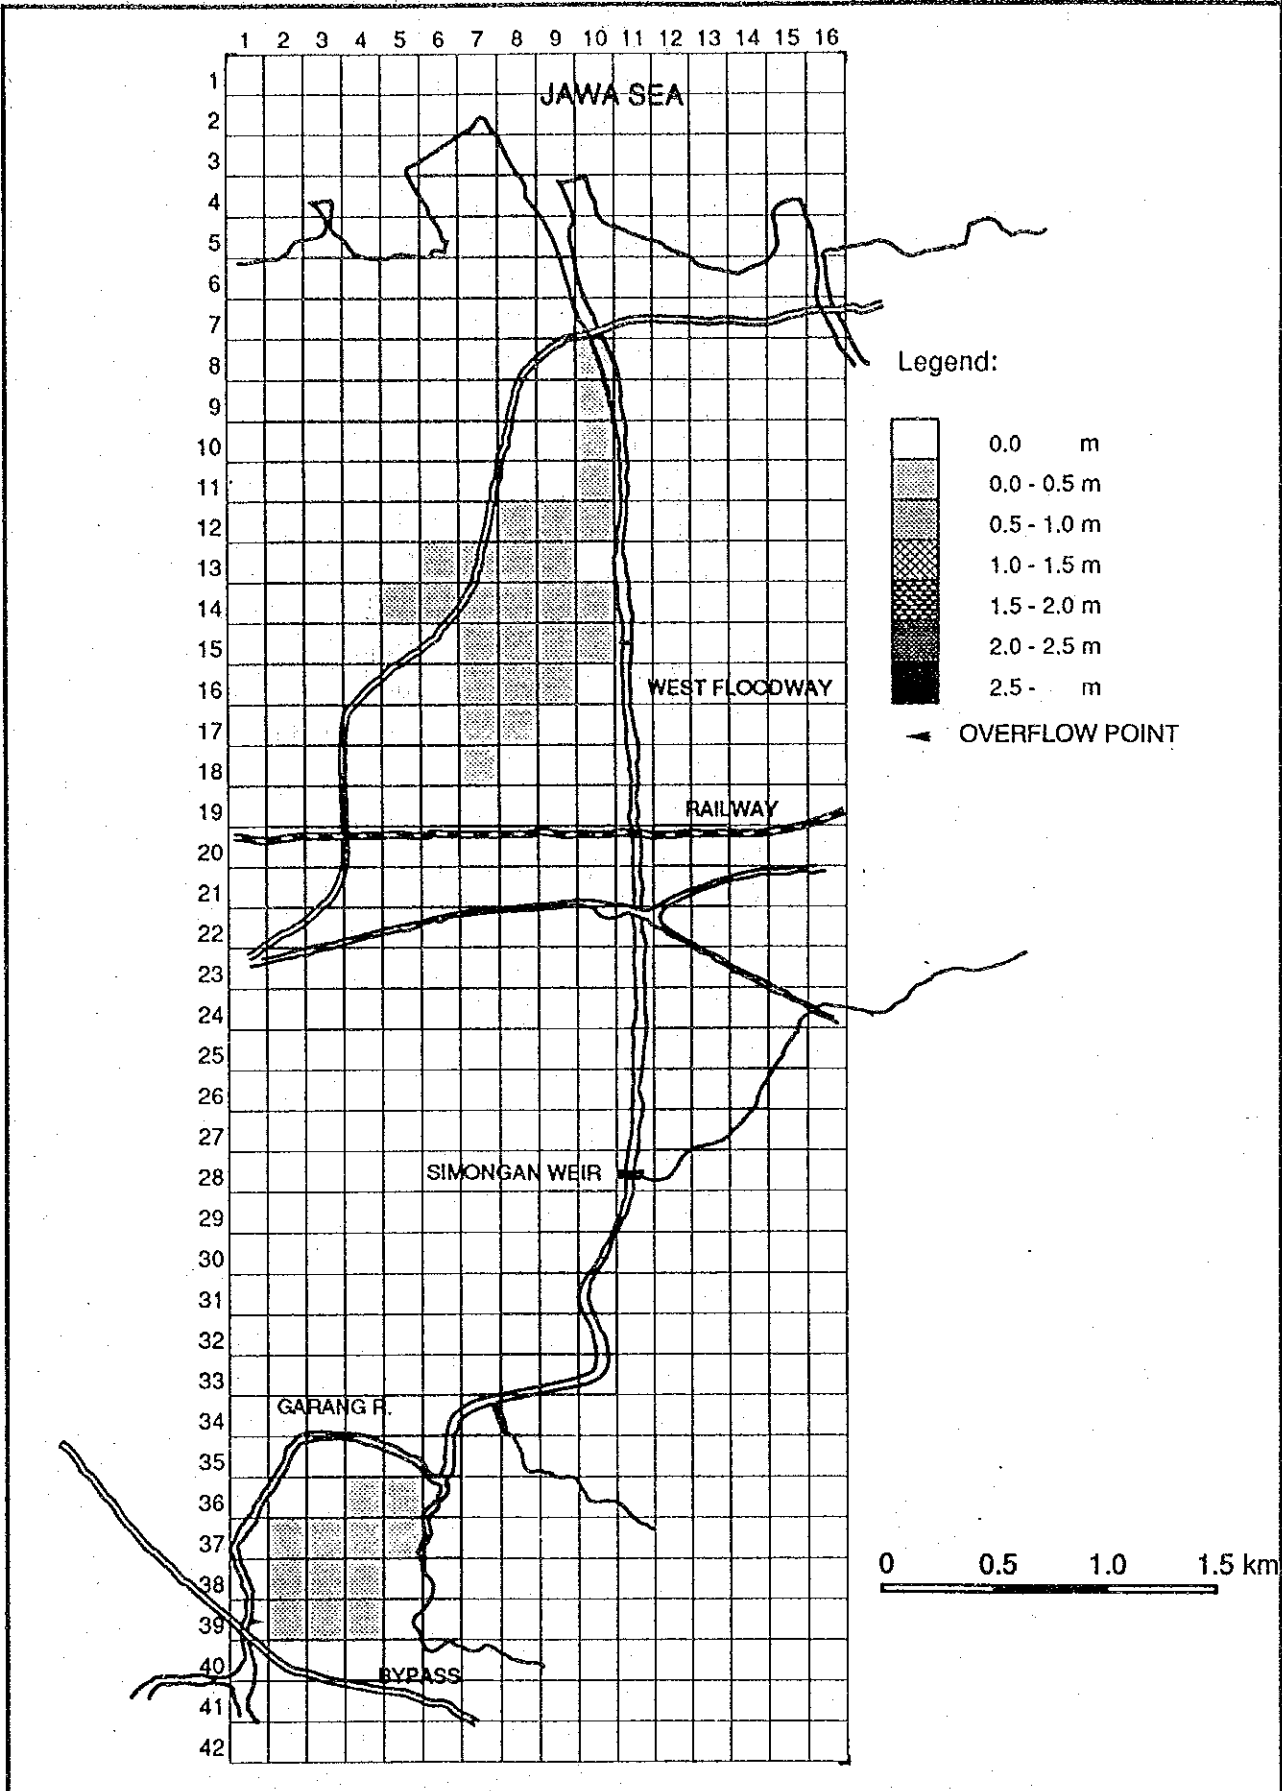 1 2 3 4 5 6 7 8 9 10 11 12 13 14 15 16
1
JAWA SEA
2
3
4
5
6
7
8
Legend:
9
10
0.0 m
11
0.0 - 0.5 m
12
0.5 - 1.0 m
13
1.0 - 1.5 m
14
1.5 - 2.0 m
15
2.0 - 2.5 m
16
WEST FLOODWAY
2.5 - m
17
OVERFLOW POINT
18
19
RAILWAY
20
21
22
23
24
25
26
27
28
SIMONGAN WEIR
29
30
31
32
33
GARANG R.
34
35
36
37
38
0 0.5 1.0 1.5 km
39
40
BYPASS
41
42